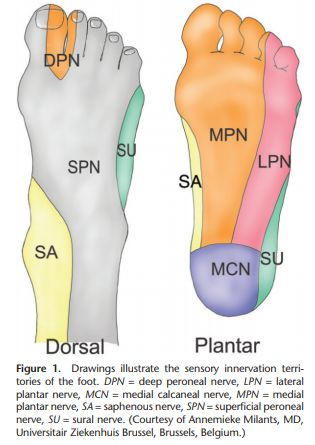 DPN
SPN
SU
SA
Dorsal
MPN
LPN
SA
MCN
SU
Plantar
Figure 1. Drawings illustrate the sensory innervation terri-
tories of the foot. DPN = deep peroneal nerve, LPN = lateral
plantar nerve, MCN = medial calcaneal nerve, MPN = medial
plantar nerve, SA = saphenous nerve, SPN = superficial peroneal
nerve, SU = sural nerve. (Courtesy of Annemieke Milants, MD,
Universitair Ziekenhuis Brussel, Brussels, Belgium.)